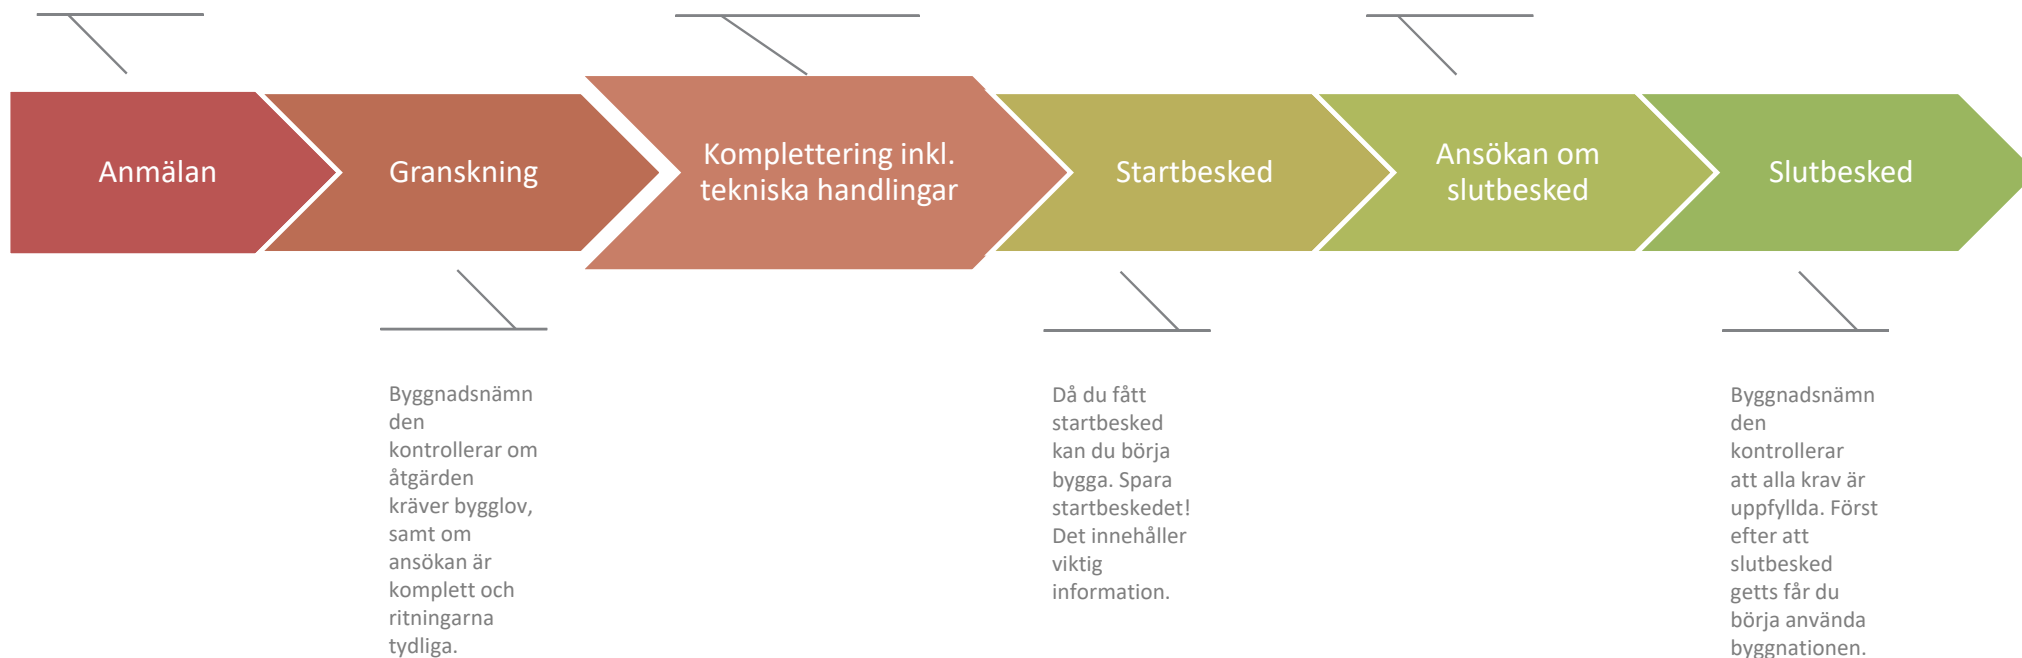 Anmälan
Granskning
Komplettering inkl.
tekniska handlingar
Startbesked
Ansökan om
slutbesked
Slutbesked
Byggnadsnämn
den
kontrollerar om
åtgärden
kräver bygglov,
samt om
ansökan är
komplett och
ritningarna
tydliga.
Då du fått
startbesked
kan du börja
bygga. Spara
startbeskedet!
Det innehåller
viktig
information.
Byggnadsnämn
den
kontrollerar
att alla krav är
uppfyllda. Först
efter att
slutbesked
getts får du
börja använda
byggnationen.